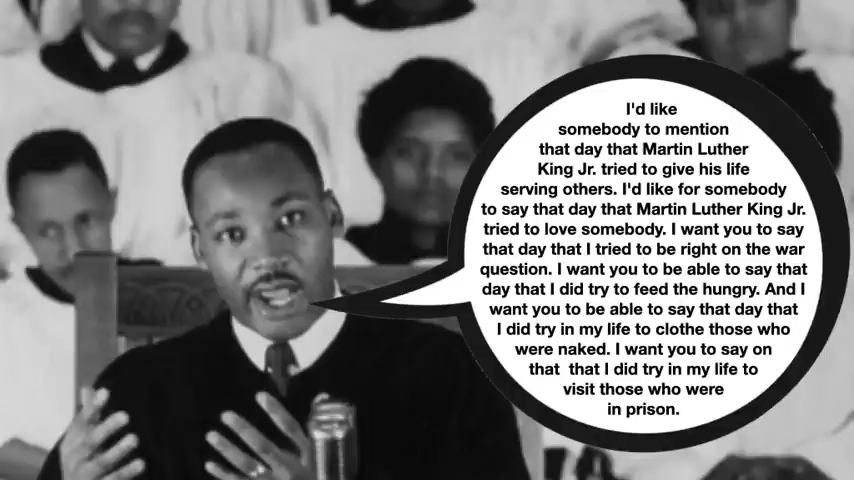 I'd like
somebody to mention
that day that Martin Luther
King Jr. tried to give his life
serving others. I'd like for somebody
to say that day that Martin Luther King Jr.
tried to love somebody. I want you to say
that day that I tried to be right on the war
question. I want you to be able to say that
day that I did try to feed the hungry. And I
want you to be able to say that day that
I did try in my life to clothe those who
were naked. I want you to say on
that  that I did try in my life to
visit those who were
in prison.